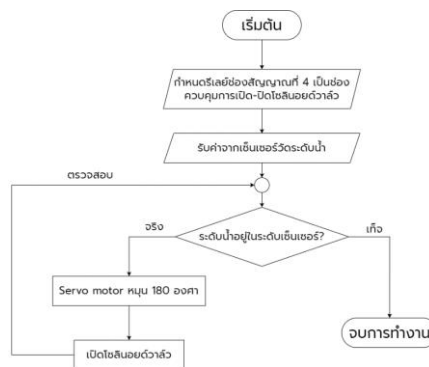 เริ่มต้น
กำหนดรีเลย์ช่องสัญญาณที่ 4 เป็นช่อง
ควบคุมการเปิด-ปิดโซลินอยด์วาล์ว
รับค่าจากเซ็นเซอร์วัดระดับน้ำ
ตรวจสอบ
จริง
ระดับน้ำอยู่ในระดับเซ็นเซอร์?
เท็จ
Servo motor หมุน 180 องศา
จบการทำงาน
เปิดโซลินอยด์วาล์ว